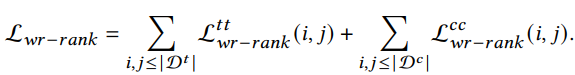 ℒ_{wr−rank} = ∑_{i,j≤|𝒟^t|} ℒ^{tt}_{wr−rank}(i, j) + ∑_{i,j≤|𝒟^c|} ℒ^{cc}_{wr−rank}(i, j).